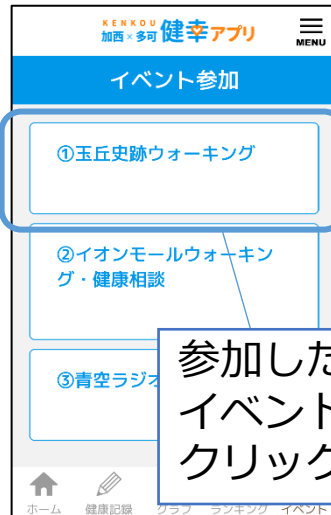 KENKOU
加西×多可 健幸アプリ
MENU
イベント参加
①玉丘史跡ウォーキング
②イオンモールウォーキン
グ・健康相談
③青空ラジオ
参加した
イベント
クリック
ホーム 健康記録 グラフ ランキング イベント